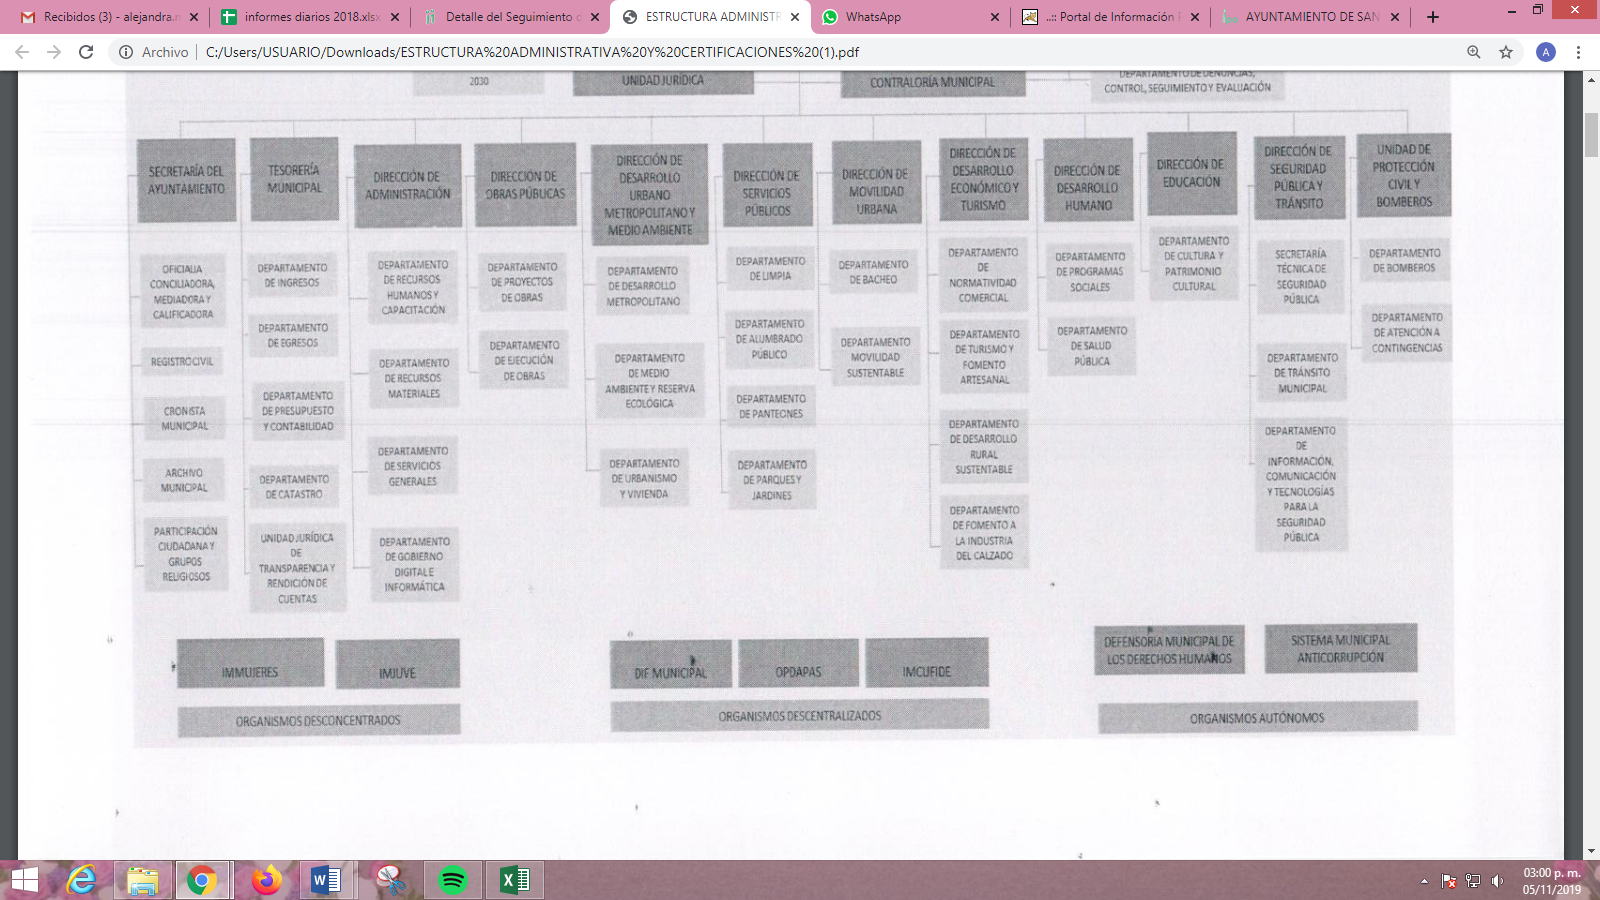 Recibidos (3) - alejandra.n
informes diarios 2018.xlsx
Detalle del Seguimiento d
ESTRUCTURA ADMINISTR
WhatsApp
..:: Portal de Información P
AYUNTAMIENTO DE SAN
Archivo
C:/Users/USUARIO/Downloads/ESTRUCTURA%20ADMINISTRATIVA%20Y%20CERTIFICACIONES%20(1).pdf
A
2030
UNIDAD JURÍDICA
CONTRALORÍA MUNICIPAL
DEPARTAMENTO DE DENUNCIAS,
CONTROL, SEGUIMIENTO Y EVALUACIÓN
SECRETARÍA DEL
AYUNTAMIENTO
TESORERÍA
MUNICIPAL
DIRECCIÓN DE
ADMINISTRACIÓN
DIRECCIÓN DE
OBRAS PÚBLICAS
DIRECCIÓN DE
DESARROLLO
URBANO
METROPOLITANO Y
MEDIO AMBIENTE
DIRECCIÓN DE
SERVICIOS
PÚBLICOS
DIRECCIÓN DE
MOVILIDAD
URBANA
DIRECCIÓN DE
DESARROLLO
ECONÓMICO Y
TURISMO
DIRECCIÓN DE
DESARROLLO
HUMANO
DIRECCIÓN DE
EDUCACIÓN
DIRECCIÓN DE
SEGURIDAD
PÚBLICA Y
TRÁNSITO
UNIDAD DE
PROTECCIÓN
CIVIL Y
BOMBEROS
OFICIALIA
CONCILIADORA,
MEDIADORA Y
CALIFICADORA
REGISTRO CIVIL
CRONISTA
MUNICIPAL
ARCHIVO
MUNICIPAL
PARTICIPACIÓN
CIUDADANA Y
GRUPOS
RELIGIOSOS
DEPARTAMENTO
DE INGRESOS
DEPARTAMENTO
DE EGRESOS
DEPARTAMENTO
DE PRESUPUESTO
Y CONTABILIDAD
DEPARTAMENTO
DE CATASTRO
UNIDAD JURÍDICA
DE
TRANSPARENCIA Y
RENDICIÓN DE
CUENTAS
DEPARTAMENTO
DE RECURSOS
HUMANOS Y
CAPACITACIÓN
DEPARTAMENTO
DE RECURSOS
MATERIALES
DEPARTAMENTO
DE SERVICIOS
GENERALES
DEPARTAMENTO
DE GOBIERNO
DIGITAL E
INFORMÁTICA
DEPARTAMENTO
DE PROYECTOS
DE OBRAS
DEPARTAMENTO
DE EJECUCIÓN
DE OBRAS
DEPARTAMENTO
DE DESARROLLO
METROPOLITANO
DEPARTAMENTO
DE MEDIO
AMBIENTE Y RESERVA
ECOLÓGICA
DEPARTAMENTO
DE URBANISMO
Y VIVIENDA
DEPARTAMENTO
DE LIMPIA
DEPARTAMENTO
DE ALUMBRADO
PÚBLICO
DEPARTAMENTO
DE PANTEONES
DEPARTAMENTO
DE PARQUES Y
JARDINES
DEPARTAMENTO
DE BACHEO
DEPARTAMENTO
MOVILIDAD
SUSTENTABLE
DEPARTAMENTO
DE
NORMATIVIDAD
COMERCIAL
DEPARTAMENTO
DE TURISMO Y
FOMENTO
ARTESANAL
DEPARTAMENTO
DE DESARROLLO
RURAL
SUSTENTABLE
DEPARTAMENTO
DE FOMENTO A
LA INDUSTRIA
DEL CALZADO
DEPARTAMENTO
DE PROGRAMAS
SOCIALES
DEPARTAMENTO
DE SALUD
PÚBLICA
DEPARTAMENTO
DE CULTURA Y
PATRIMONIO
CULTURAL
SECRETARÍA
TÉCNICA DE
SEGURIDAD
PÚBLICA
DEPARTAMENTO
DE TRÁNSITO
MUNICIPAL
DEPARTAMENTO
DE
INFORMACIÓN,
COMUNICACIÓN
Y TECNOLOGÍAS
PARA LA
SEGURIDAD
PÚBLICA
DEPARTAMENTO
DE BOMBEROS
DEPARTAMENTO
DE ATENCIÓN A
CONTINGENCIAS
IMMUJERES
IMJUVE
ORGANISMOS DESCONCENTRADOS
DIF MUNICIPAL
OPDAPAS
IMCUFIDE
ORGANISMOS DESCENTRALIZADOS
DEFENSORIA MUNICIPAL DE
LOS DERECHOS HUMANOS
SISTEMA MUNICIPAL
ANTICORRUPCIÓN
ORGANISMOS AUTÓNOMOS
03:00 p. m.
05/11/2019